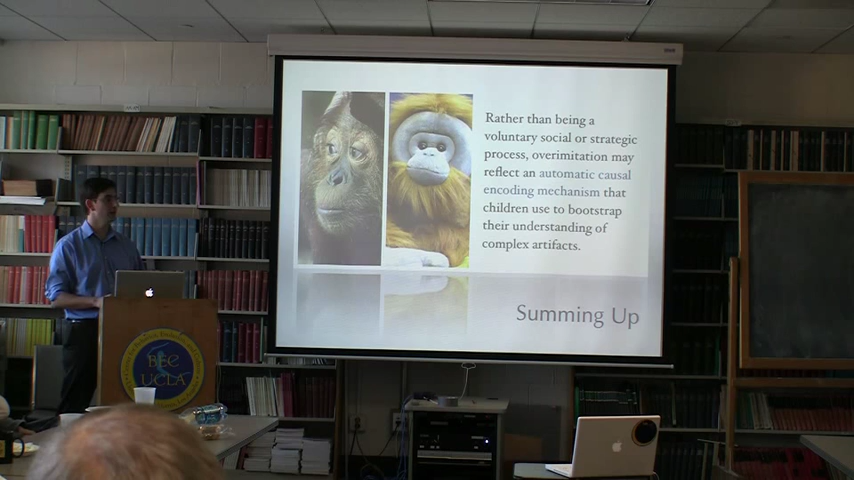 Rather than being a
voluntary social or strategic
process, overimitation may
reflect an automatic causal
encoding mechanism that
children use to bootstrap
their understanding of
complex artifacts.
Summing Up
BEC
UCLA